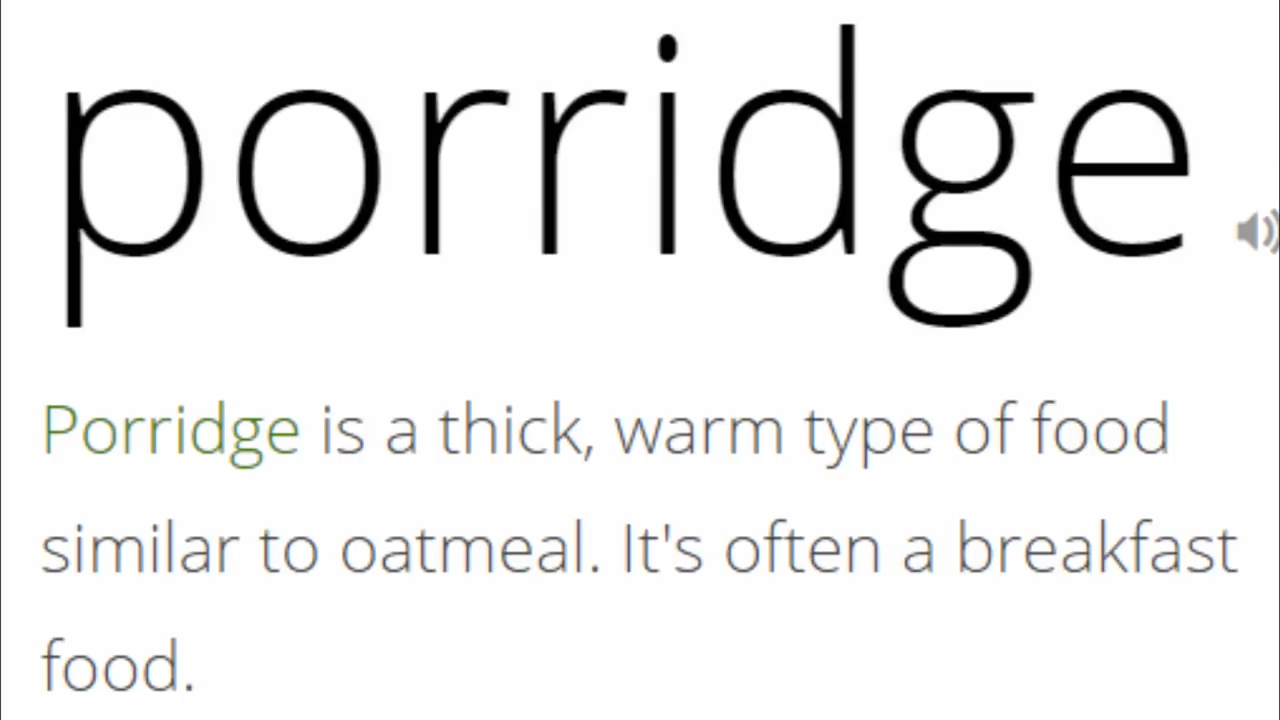 porridge
Porridge is a thick, warm type of food
similar to oatmeal. It's often a breakfast
food.